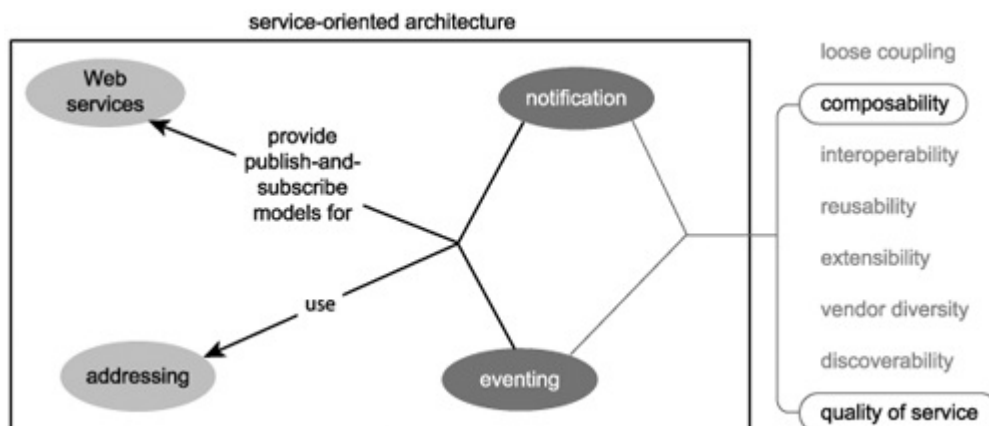 service-oriented architecture
Web
services
notification
provide
publish-and-
subscribe
models for
use
addressing
eventing
loose coupling
composability
interoperability
reusability
extensibility
vendor diversity
discoverability
quality of service